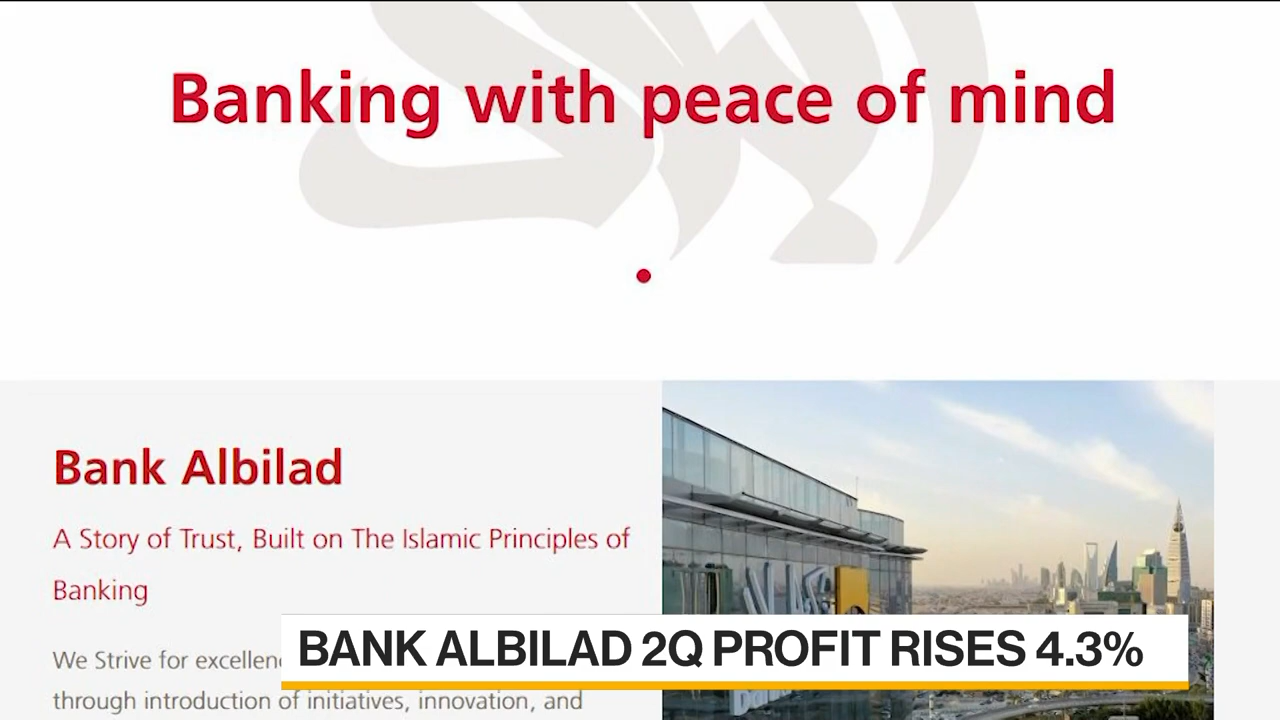 Banking with peace of mind
Bank Albilad
A Story of Trust, Built on The Islamic Principles of
Banking
We Strive for excellen
through introduction of initiatives, innovation, and
BANK ALBILAD 2Q PROFIT RISES 4.3%